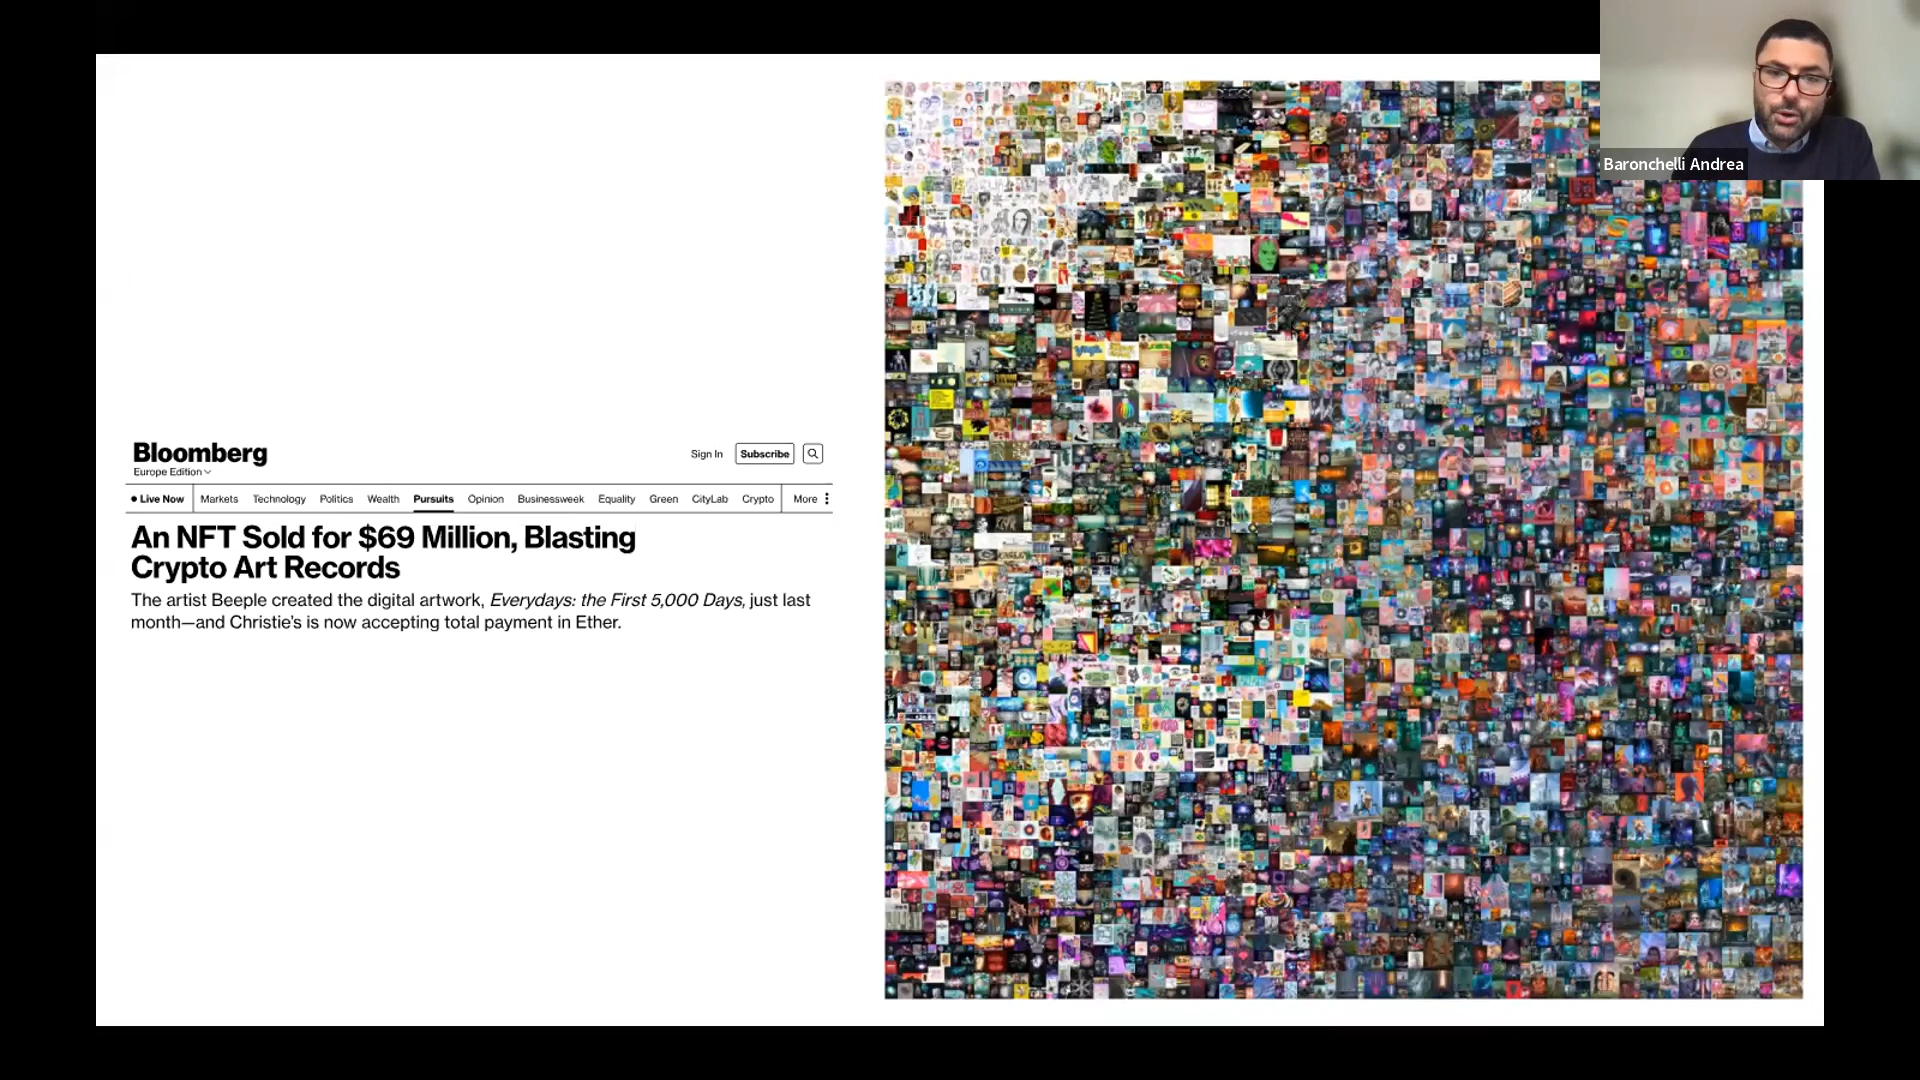 Baronchelli Andrea
Bloomberg
Europe Edition
Sign In
Subscribe
Live Now
Markets
Technology
Politics
Wealth
Pursuits
Opinion
Businessweek
Equality
Green
CityLab
Crypto
More
An NFT Sold for $69 Million, Blasting
Crypto Art Records
The artist Beeple created the digital artwork, Everydays: the First 5,000 Days, just last
month—and Christie's is now accepting total payment in Ether.